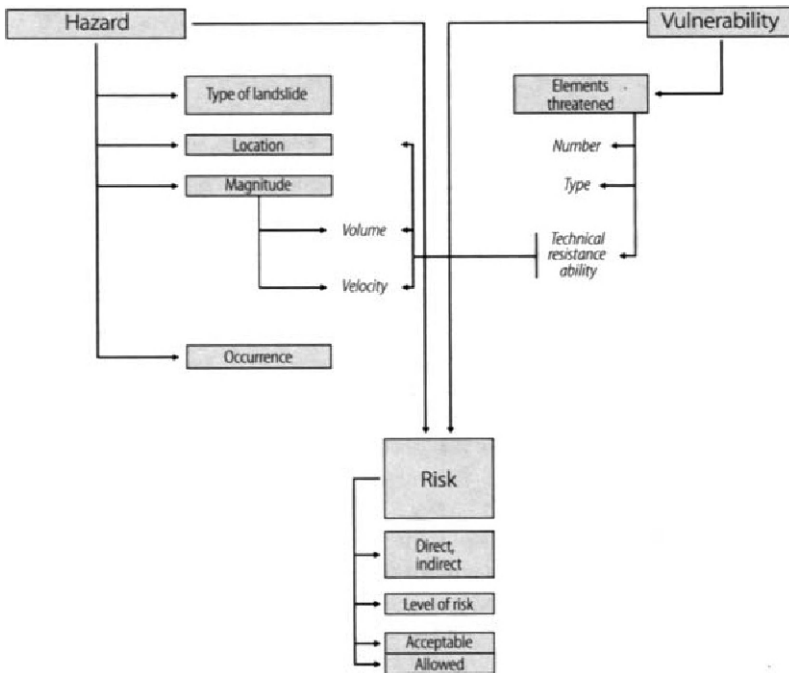 Hazard
Vulnerability
Type of landslide
Elements
threatened
Location
Number
Magnitude
Type
Volume
Technical
resistance
ability
Velocity
Occurrence
Risk
Direct,
indirect
Level of risk
Acceptable
Allowed